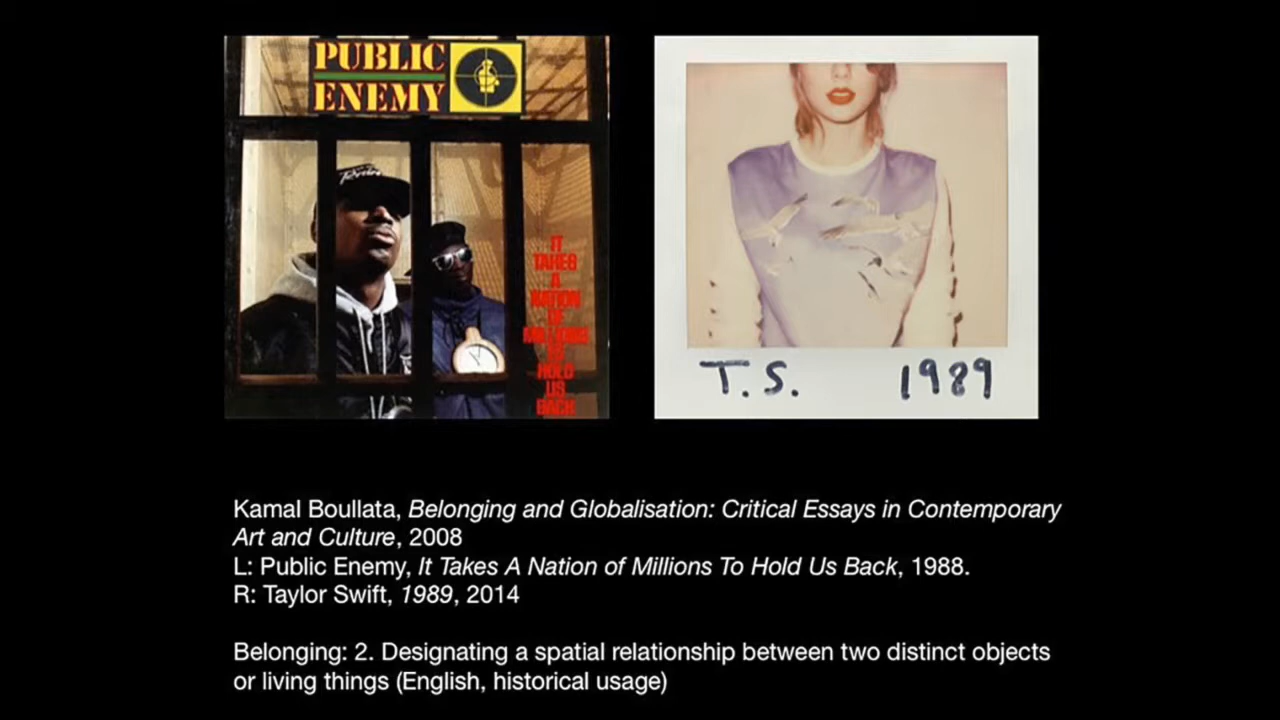 PUBLIC
ENEMY
IT
TAKES
A
NATION
OF
MILLIONS
TO
HOLD
US
BACK
T.S. 1989
Kamal Boullata, Belonging and Globalisation: Critical Essays in Contemporary
Art and Culture, 2008
L: Public Enemy, It Takes A Nation of Millions To Hold Us Back, 1988.
R: Taylor Swift, 1989, 2014
Belonging: 2. Designating a spatial relationship between two distinct objects
or living things (English, historical usage)